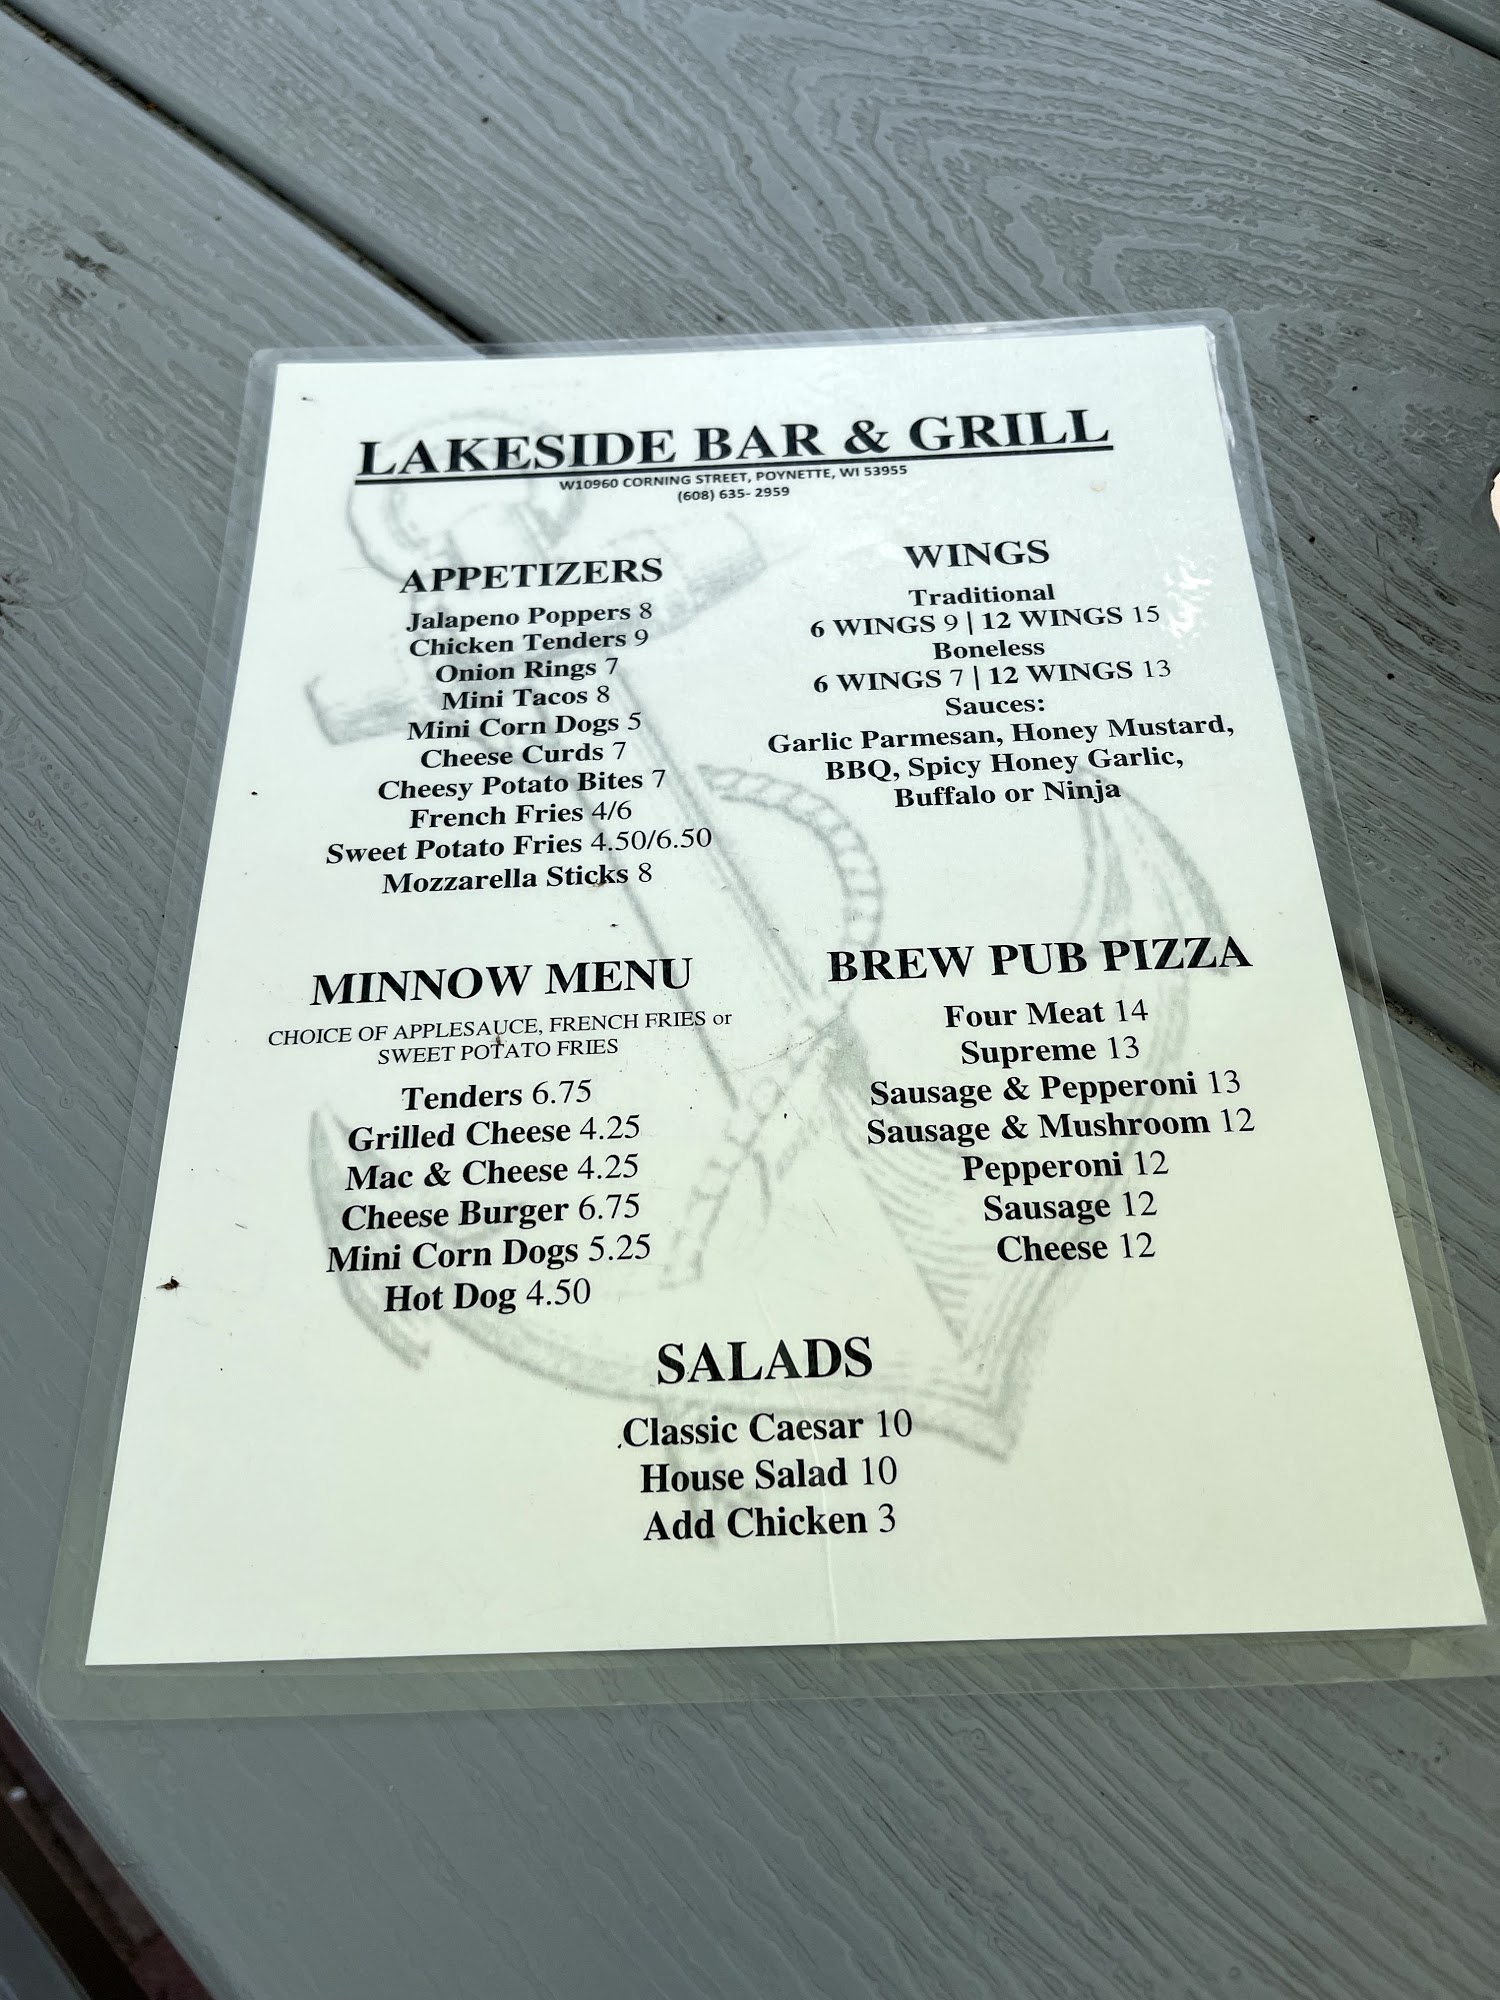 LAKESIDE BAR & GRILL
W10960 CORNING STREET, POYNETTE, WI 53955
(608) 635- 2959
APPETIZERS
Jalapeno Poppers 8
Chicken Tenders 9
Onion Rings 7
Mini Tacos 8
Mini Corn Dogs 5
Cheese Curds 7
Cheesy Potato Bites 7
French Fries 4/6
Sweet Potato Fries 4.50/6.50
Mozzarella Sticks 8
WINGS
Traditional
6 WINGS 9 | 12 WINGS 15
Boneless
6 WINGS 7 | 12 WINGS 13
Sauces:
Garlic Parmesan, Honey Mustard,
BBQ, Spicy Honey Garlic,
Buffalo or Ninja
MINNOW MENU
CHOICE OF APPLESAUCE, FRENCH FRIES or
SWEET POTATO FRIES
Tenders 6.75
Grilled Cheese 4.25
Mac & Cheese 4.25
Cheese Burger 6.75
Mini Corn Dogs 5.25
Hot Dog 4.50
BREW PUB PIZZA
Four Meat 14
Supreme 13
Sausage & Pepperoni 13
Sausage & Mushroom 12
Pepperoni 12
Sausage 12
Cheese 12
SALADS
Classic Caesar 10
House Salad 10
Add Chicken 3